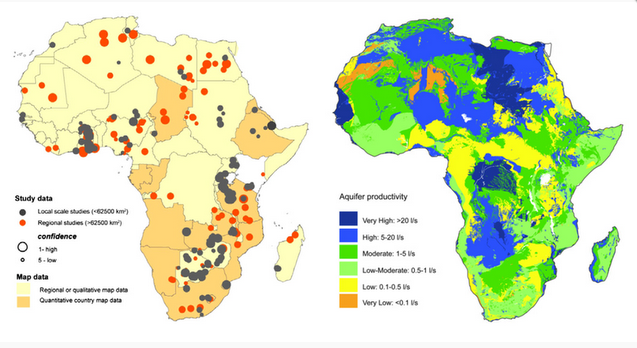 Study data
Local scale studies (<62500 km²)
Regional studies (>62500 km²)
confidence
1- high
5 - low
Map data
Regional or qualitative map data
Quantitative country map data
Aquifer productivity
Very High: >20 l/s
High: 5-20 l/s
Moderate: 1-5 l/s
Low-Moderate: 0.5-1 l/s
Low: 0.1-0.5 l/s
Very Low: <0.1 l/s